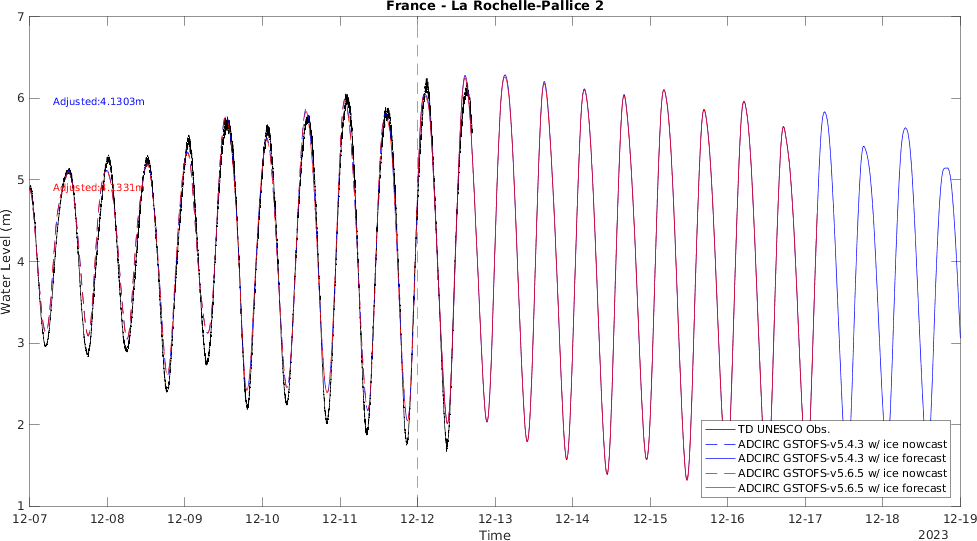 France - La Rochelle-Pallice 2
7
6
5
4
3
2
1
Water Level (m)
Adjusted:4.1303m
Adjusted:4.1331m
TD UNESCO Obs.
ADCIRC GSTOFS-v5.4.3 w/ ice nowcast
ADCIRC GSTOFS-v5.4.3 w/ ice forecast
ADCIRC GSTOFS-v5.6.5 w/ ice nowcast
ADCIRC GSTOFS-v5.6.5 w/ ice forecast
12-07 12-08 12-09 12-10 12-11 12-12 12-13 12-14 12-15 12-16 12-17 12-18 12-19
Time
2023